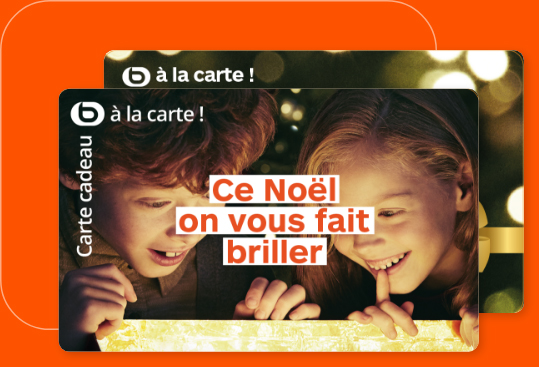 à la carte !
à la carte !
Carte cadeau
Ce Noël
on vous fait
briller